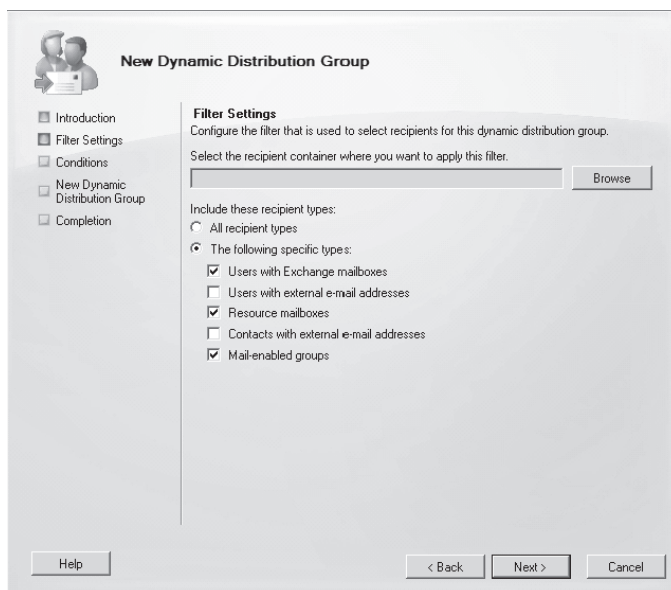 New Dynamic Distribution Group
Introduction
Filter Settings
Conditions
New Dynamic
Distribution Group
Completion
Filter Settings
Configure the filter that is used to select recipients for this dynamic distribution group.
Select the recipient container where you want to apply this filter.
Browse
Include these recipient types:
All recipient types
The following specific types:
Users with Exchange mailboxes
Users with external e-mail addresses
Resource mailboxes
Contacts with external e-mail addresses
Mail-enabled groups
Help
< Back
Next >
Cancel